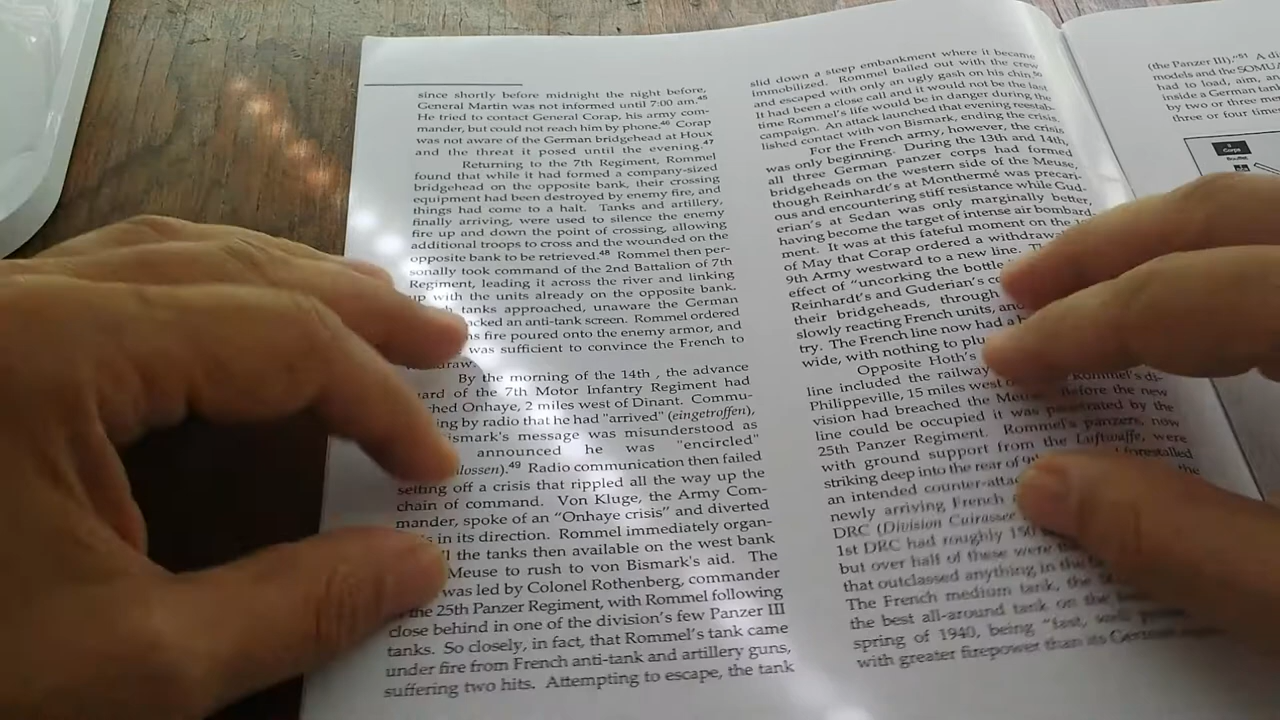 since shortly before midnight the night before,
General Martin was not informed until 7:00 am.45
He tried to contact General Corap, his army com-
mander, but could not reach him by phone.46 Corap
was not aware of the German bridgehead at Houx
and the threat it posed until the evening.47
Returning to the 7th Regiment, Rommel
found that while it had formed a company-sized
bridgehead on the opposite bank, their crossing
equipment had been destroyed by enemy fire, and
things had come to a halt. Tanks and artillery,
finally arriving, were used to silence the enemy
fire up and down the point of crossing, allowing
additional troops to cross and the wounded on the
opposite bank to be retrieved.48 Rommel then per-
sonally took command of the 2nd Battalion of 7th
Regiment, leading it across the river and linking
up with the units already on the opposite bank.
tanks approached, unaware the German
acked an anti-tank screen. Rommel ordered
fire poured onto the enemy armor, and
was sufficient to convince the French to
draw.
By the morning of the 14th , the advance
uard of the 7th Motor Infantry Regiment had
hed Onhaye, 2 miles west of Dinant. Commu-
ing by radio that he had "arrived" (eingetroffen),
ismark's message was misunderstood as
announced he was "encircled"
lossen).49 Radio communication then failed
setting off a crisis that rippled all the way up the
chain of command. Von Kluge, the Army Com-
mander, spoke of an “Onhaye crisis” and diverted
in its direction. Rommel immediately organ-
the tanks then available on the west bank
Meuse to rush to von Bismark's aid. The
was led by Colonel Rothenberg, commander
the 25th Panzer Regiment, with Rommel following
close behind in one of the division's few Panzer III
tanks. So closely, in fact, that Rommel's tank came
under fire from French anti-tank and artillery guns,
suffering two hits. Attempting to escape, the tank
slid down a steep embankment where it became
immobilized. Rommel bailed out with the crew
and escaped with only an ugly gash on his chin.50
It had been a close call and it would not be the last
time Rommel's life would be in danger during the
campaign. An attack launched that evening reestab-
lished contact with von Bismark, ending the crisis.
For the French army, however, the crisis
was only beginning. During the 13th and 14th,
all three German panzer corps had formed
bridgeheads on the western side of the Meuse,
though Reinhardt's at Monthermé was precari-
ous and encountering stiff resistance while Gud-
erian's at Sedan was only marginally better,
having become the target of intense air bombard-
ment. It was at this fateful moment on the
of May that Corap ordered a withdrawal
9th Army westward to a new line.
effect of "uncorking the bottle
Reinhardt's and Guderian's
their bridgeheads, through
slowly reacting French units, and
try. The French line now had a
wide, with nothing to
Opposite Hoth's
line included the railway
Philippeville, 15 miles west Rommel's di-
vision had breached the Meuse. Before the new
line could be occupied it was penetrated by the
25th Panzer Regiment. Rommel's panzers, now
with ground support from the Luftwaffe, were
striking deep into the rear of forestalled
an intended counter-attack the
newly arriving French
DRC (Division Cuirassee
1st DRC had roughly 150
but over half of these were
that outclassed anything in the
The French medium tank, the
the best all-around tank on the
spring of 1940, being "fast, well
with greater firepower than its German
(the Panzer III)."51 A
models and the SOMUA
had to load, aim, an
inside a German tan
by two or three me
three or four time
Corps